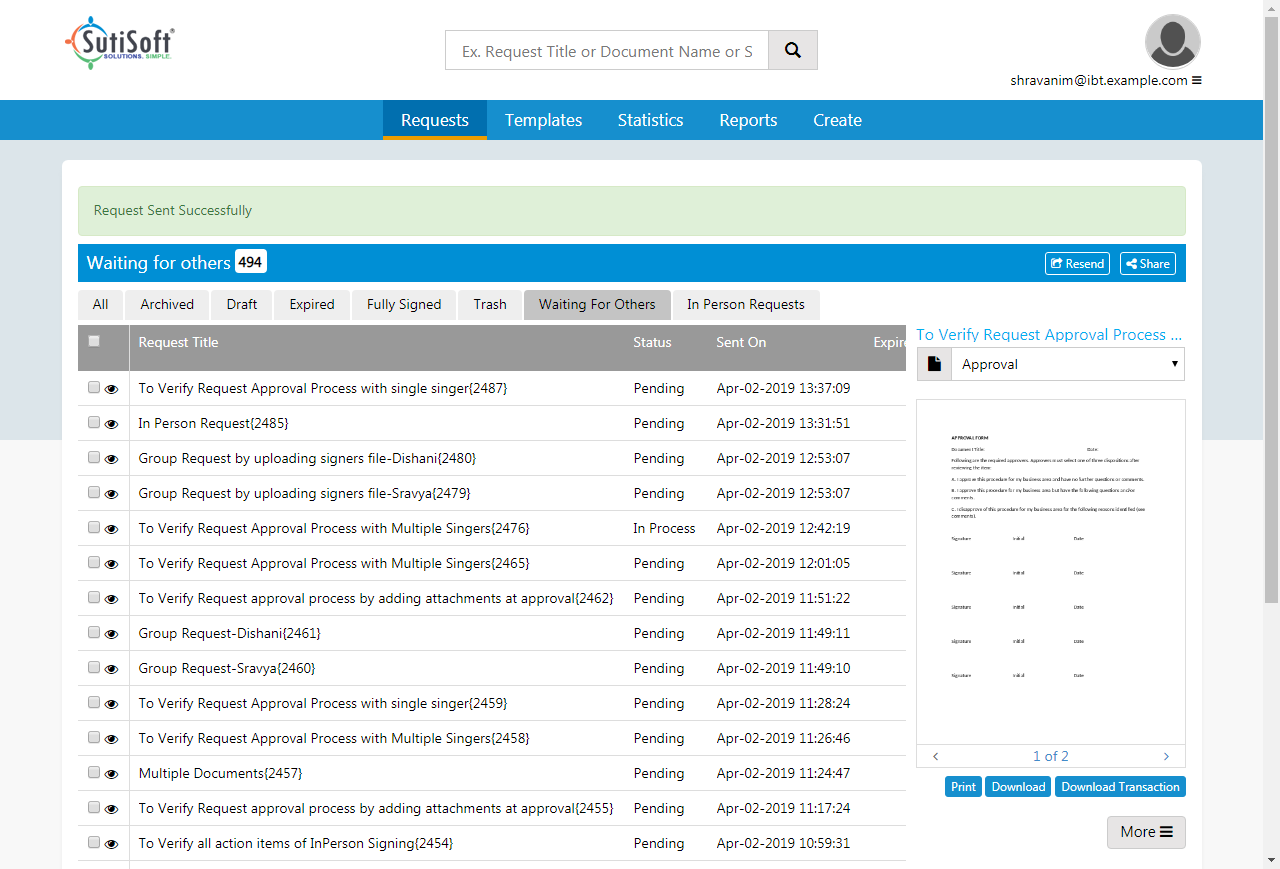 SutiSoft®
SOLUTIONS. SIMPLE.
Ex. Request Title or Document Name or S
shravanim@ibt.example.com
Requests Templates Statistics Reports Create
Request Sent Successfully
Waiting for others 494 Resend Share
All Archived Draft Expired Fully Signed Trash Waiting For Others In Person Requests
Request Title Status Sent On Expire
To Verify Request Approval Process with single singer{2487} Pending Apr-02-2019 13:37:09
In Person Request{2485} Pending Apr-02-2019 13:31:51
Group Request by uploading signers file-Dishani{2480} Pending Apr-02-2019 12:53:07
Group Request by uploading signers file-Sravya{2479} Pending Apr-02-2019 12:53:07
To Verify Request Approval Process with Multiple Singers{2476} In Process Apr-02-2019 12:42:19
To Verify Request Approval Process with Multiple Singers{2465} Pending Apr-02-2019 12:01:05
To Verify Request approval process by adding attachments at approval{2462} Pending Apr-02-2019 11:51:22
Group Request-Dishani{2461} Pending Apr-02-2019 11:49:11
Group Request-Sravya{2460} Pending Apr-02-2019 11:49:10
To Verify Request Approval Process with single singer{2459} Pending Apr-02-2019 11:28:24
To Verify Request Approval Process with Multiple Singers{2458} Pending Apr-02-2019 11:26:46
Multiple Documents{2457} Pending Apr-02-2019 11:24:47
To Verify Request approval process by adding attachments at approval{2455} Pending Apr-02-2019 11:17:24
To Verify all action items of InPerson Signing{2454} Pending Apr-02-2019 10:59:31
To Verify Request Approval Process ...
Approval
APPROVAL FORM
Document Title: Date:
Following are the required approvers. Approvers must select one of three dispositions after
reviewing the item:
A. I approve this procedure for my business area and have no further questions or comments.
B. I approve this procedure for my business area but have the following questions and/or
comments.
C. I disapprove of this procedure for my business area for the following reasons identified (see
comments).
Signature Initial Date
Signature Initial Date
Signature Initial Date
Signature Initial Date
Signature Initial Date
1 of 2
Print Download Download Transaction
More